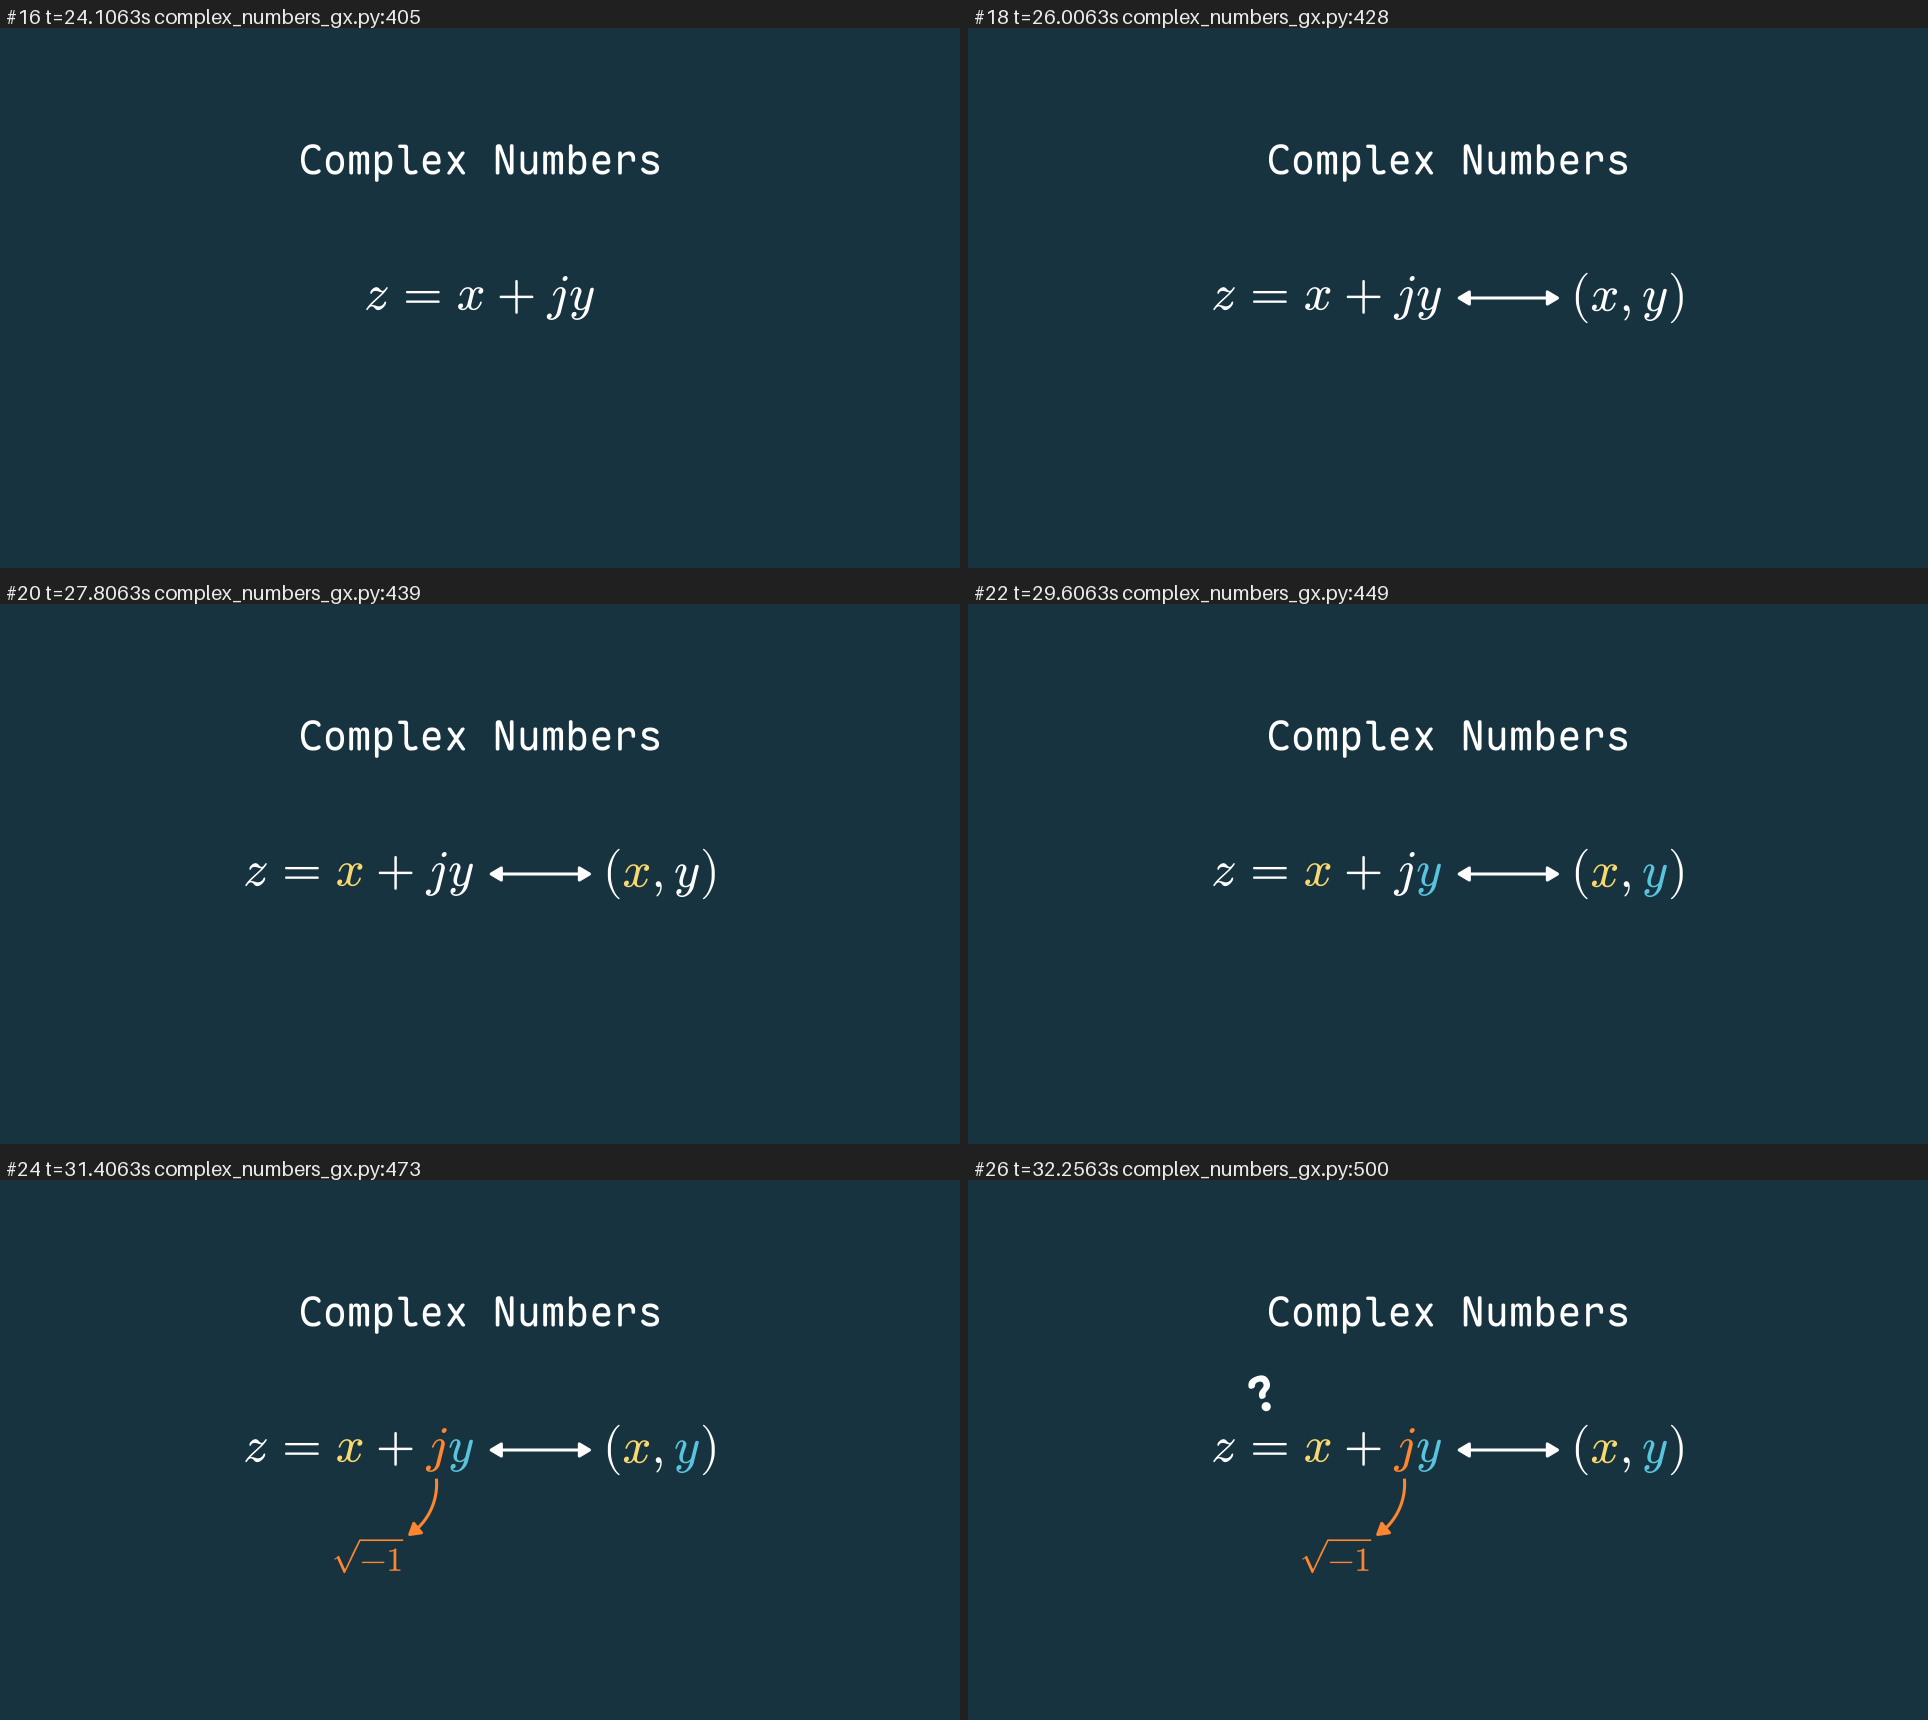 #16 t=24.1063s complex_numbers_gx.py:405
Complex Numbers
z = x + jy
#18 t=26.0063s complex_numbers_gx.py:428
Complex Numbers
z = x + jy ⟷ (x, y)
#20 t=27.8063s complex_numbers_gx.py:439
Complex Numbers
z = x + jy ⟷ (x, y)
#22 t=29.6063s complex_numbers_gx.py:449
Complex Numbers
z = x + jy ⟷ (x, y)
#24 t=31.4063s complex_numbers_gx.py:473
Complex Numbers
z = x + jy ⟷ (x, y)
√−1
#26 t=32.2563s complex_numbers_gx.py:500
Complex Numbers
?
z = x + jy ⟷ (x, y)
√−1